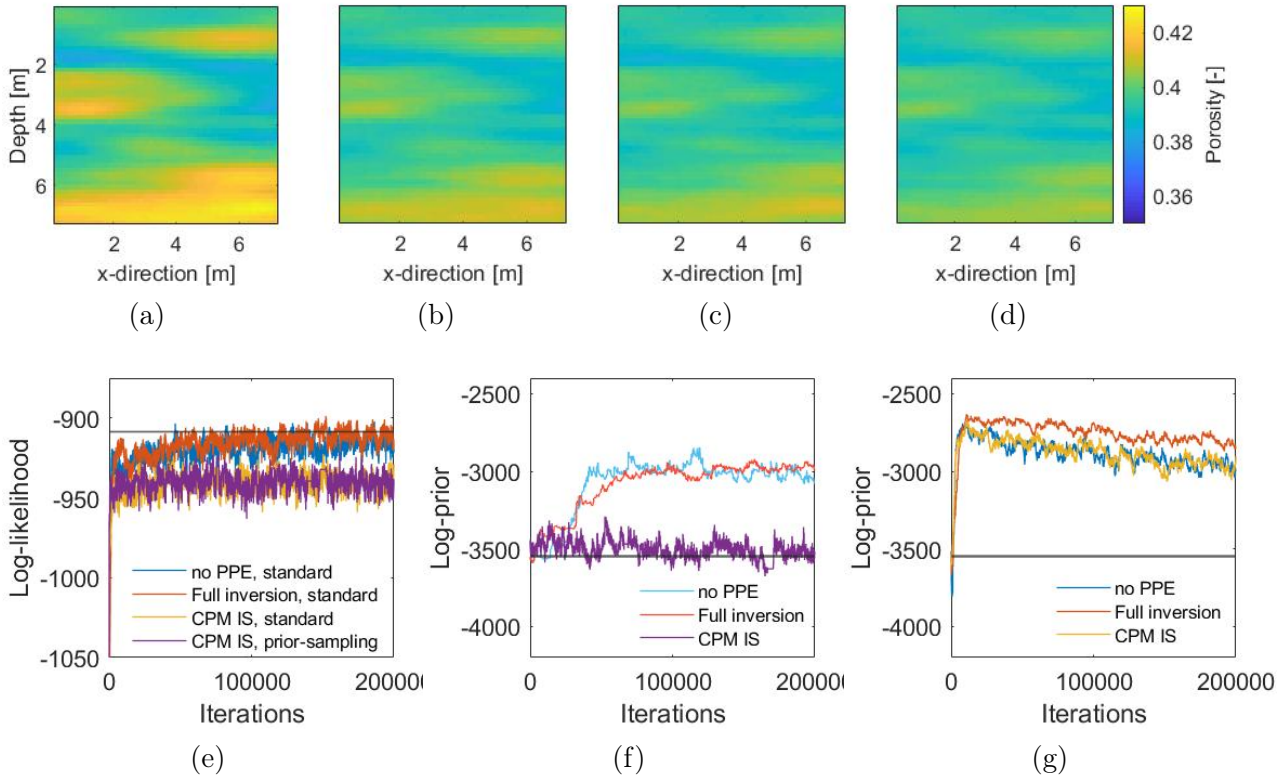 0.42
0.4
0.38
0.36
Porosity [-]
Depth [m]
2
4
6
2 4 6
2 4 6
2 4 6
2 4 6
x-direction [m]
x-direction [m]
x-direction [m]
x-direction [m]
(a)
(b)
(c)
(d)
Log-likelihood
-900
-950
-1000
-1050
no PPE, standard
Full inversion, standard
CPM IS, standard
CPM IS, prior-sampling
0 100000 200000
Iterations
(e)
Log-prior
-2500
-3000
-3500
-4000
no PPE
Full inversion
CPM IS
0 100000 200000
Iterations
(f)
Log-prior
-2500
-3000
-3500
-4000
no PPE
Full inversion
CPM IS
0 100000 200000
Iterations
(g)